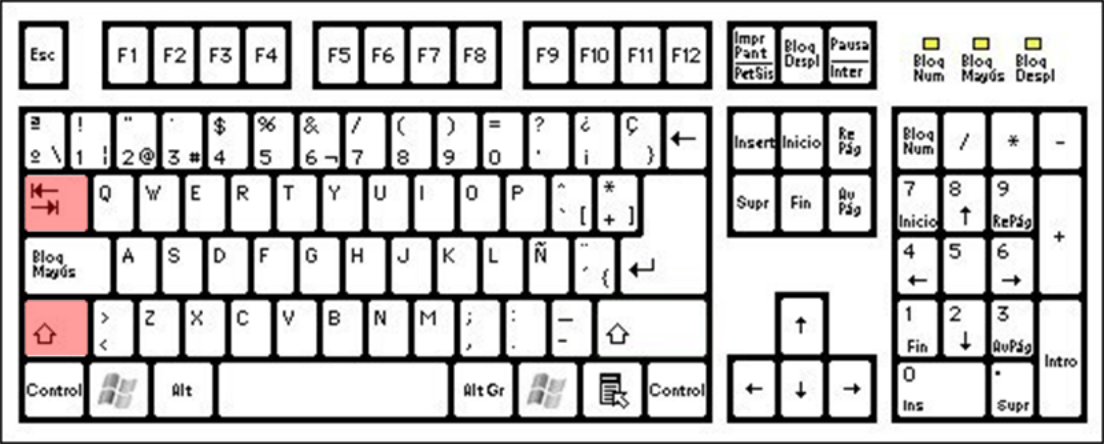 Esc F1 F2 F3 F4 F5 F6 F7 F8 F9 F10 F11 F12 Impr Pant PetSis Bloq Despl Pausa Inter
Bloq Num Bloq Mayús Bloq Despl
ª º \ ! 1 ¦ " 2 @ · 3 # $ 4 % 5 & 6 ¬ / 7 ( 8 ) 9 = 0 ? ' ¿ ¡ Ç } ← Insert Inicio Re Pág Bloq Num / * -
Q W E R T Y U I O P ^ ` [ * + ] Supr Fin Av Pág 7 Inicio 8 ↑ 9 RePág +
Bloq Mayús A S D F G H J K L Ñ ¨ ´ { 4 ← 5 6 →
> < Z X C V B N M ; , : . _ - ↑ 1 Fin 2 ↓ 3 AvPág Intro
Control Alt Alt Gr Control ← ↓ → 0 Ins . Supr